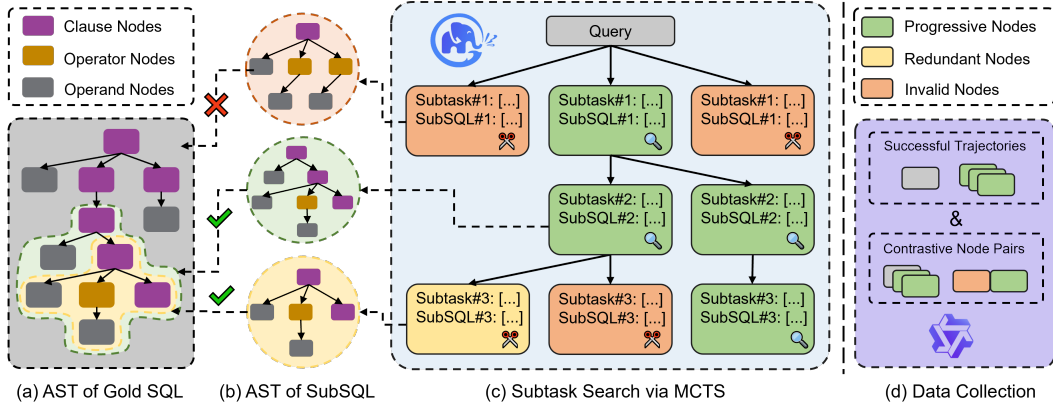 Clause Nodes
Operator Nodes
Operand Nodes
(a) AST of Gold SQL
(b) AST of SubSQL
Query
Subtask#1: [...]
SubSQL#1: [...]
Subtask#1: [...]
SubSQL#1: [...]
Subtask#1: [...]
SubSQL#1: [...]
Subtask#2: [...]
SubSQL#2: [...]
Subtask#2: [...]
SubSQL#2: [...]
Subtask#3: [...]
SubSQL#3: [...]
Subtask#3: [...]
SubSQL#3: [...]
Subtask#3: [...]
SubSQL#3: [...]
(c) Subtask Search via MCTS
Progressive Nodes
Redundant Nodes
Invalid Nodes
Successful Trajectories
&
Contrastive Node Pairs
(d) Data Collection